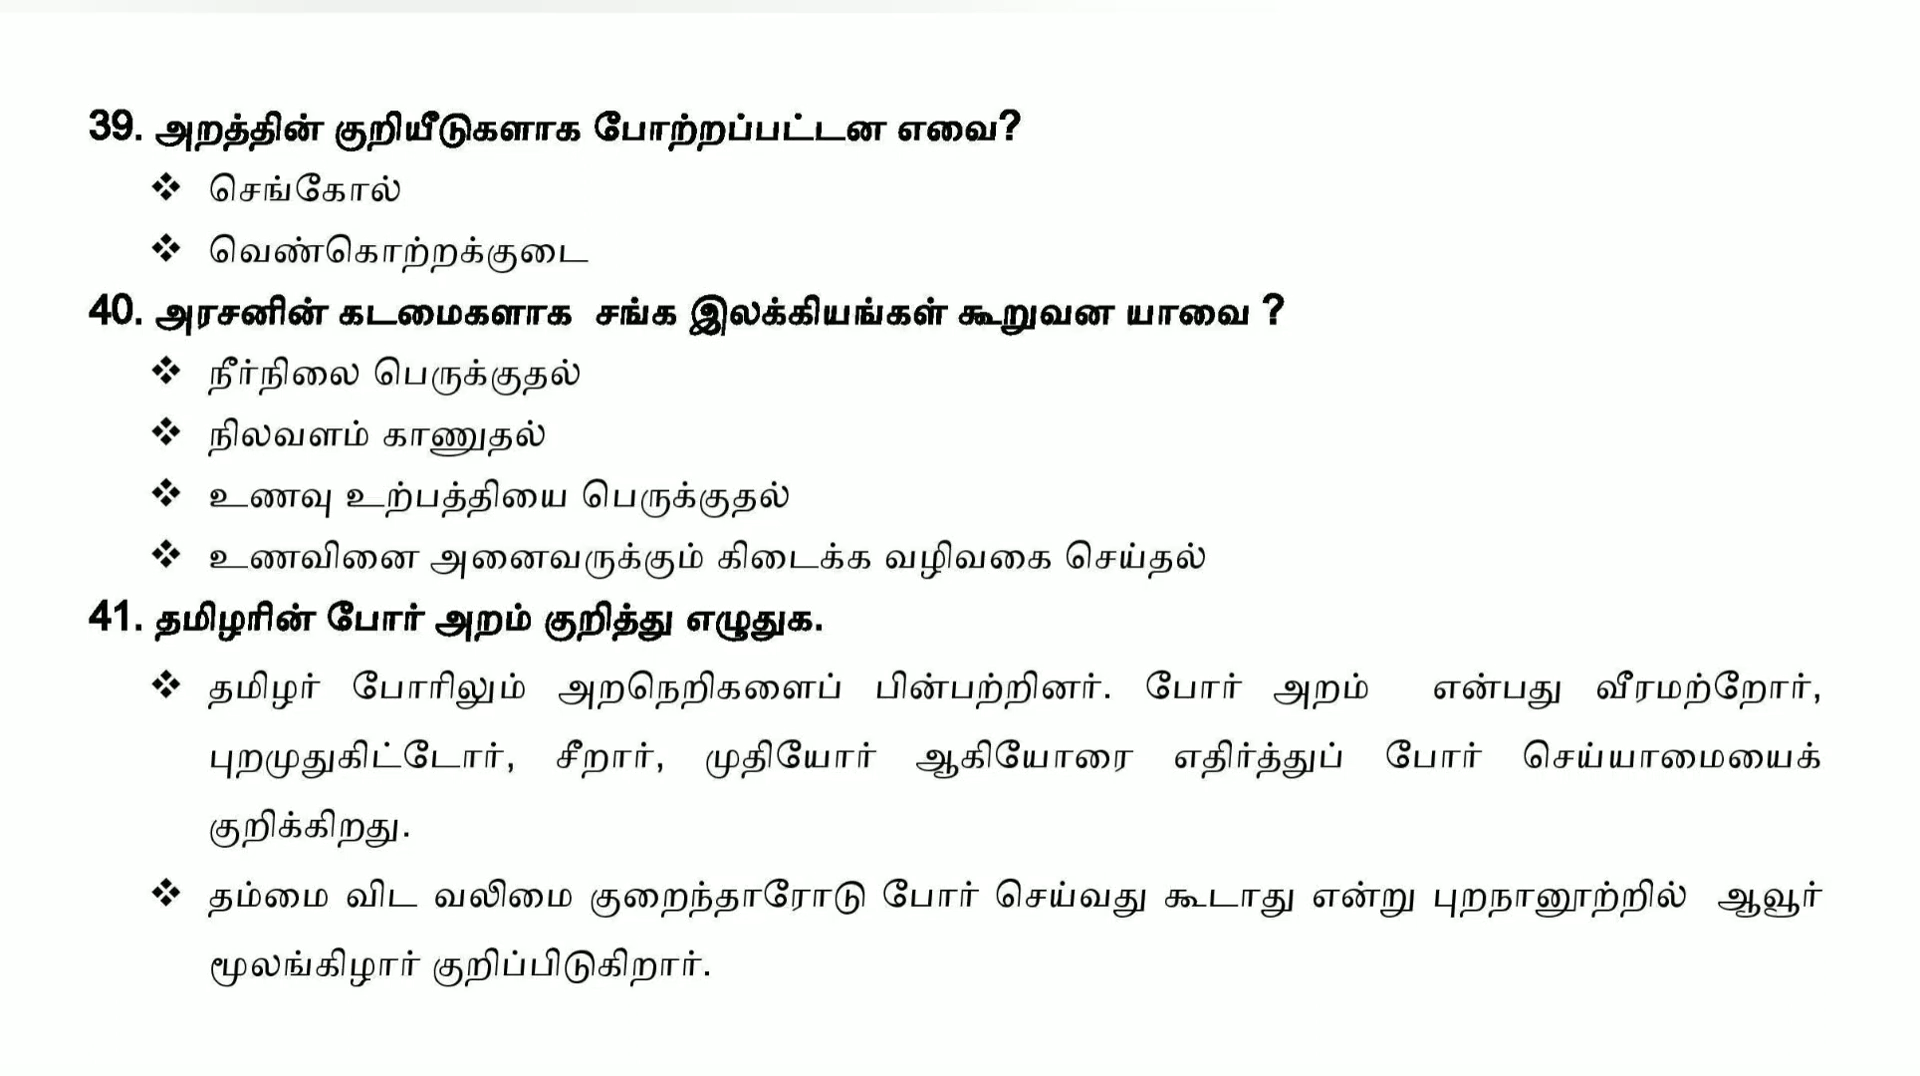 39. அறத்தின் குறியீடுகளாக போற்றப்பட்டன எவை?
❖ செங்கோல்
❖ வெண்கொற்றக்குடை
40. அரசனின் கடமைகளாக சங்க இலக்கியங்கள் கூறுவன யாவை ?
❖ நீர்நிலை பெருக்குதல்
❖ நிலவளம் காணுதல்
❖ உணவு உற்பத்தியை பெருக்குதல்
❖ உணவினை அனைவருக்கும் கிடைக்க வழிவகை செய்தல்
41. தமிழரின் போர் அறம் குறித்து எழுதுக.
❖ தமிழர் போரிலும் அறநெறிகளைப் பின்பற்றினர். போர் அறம் என்பது வீரமற்றோர்,
புறமுதுகிட்டோர், சீறார், முதியோர் ஆகியோரை எதிர்த்துப் போர் செய்யாமையைக்
குறிக்கிறது.
❖ தம்மை விட வலிமை குறைந்தாரோடு போர் செய்வது கூடாது என்று புறநானூற்றில் ஆவூர்
மூலங்கிழார் குறிப்பிடுகிறார்.